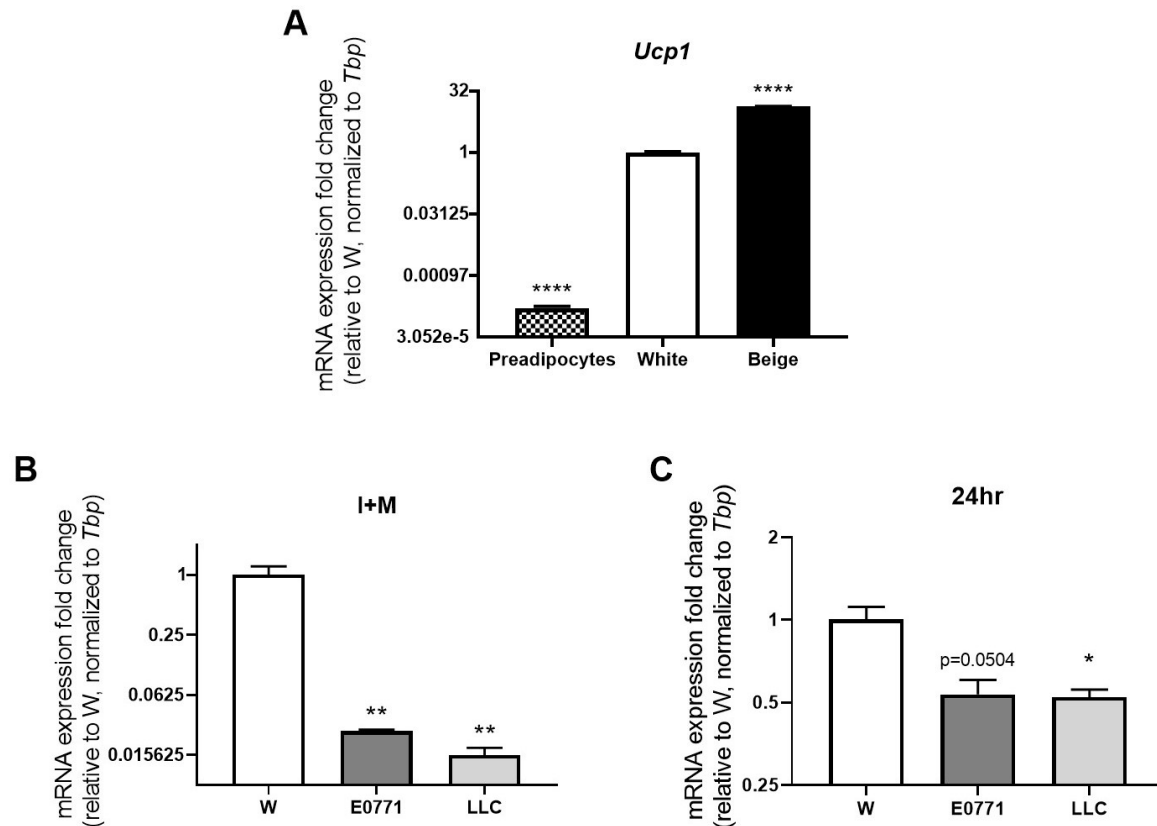 A
Ucp1
mRNA expression fold change
(relative to W, normalized to Tbp)
32
1
0.03125
0.00097
3.052e-5
****
****
Preadipocytes
White
Beige
B
I+M
mRNA expression fold change
(relative to W, normalized to Tbp)
1
0.25
0.0625
0.015625
**
**
W
E0771
LLC
C
24hr
mRNA expression fold change
(relative to W, normalized to Tbp)
2
1
0.5
0.25
p=0.0504
*
W
E0771
LLC